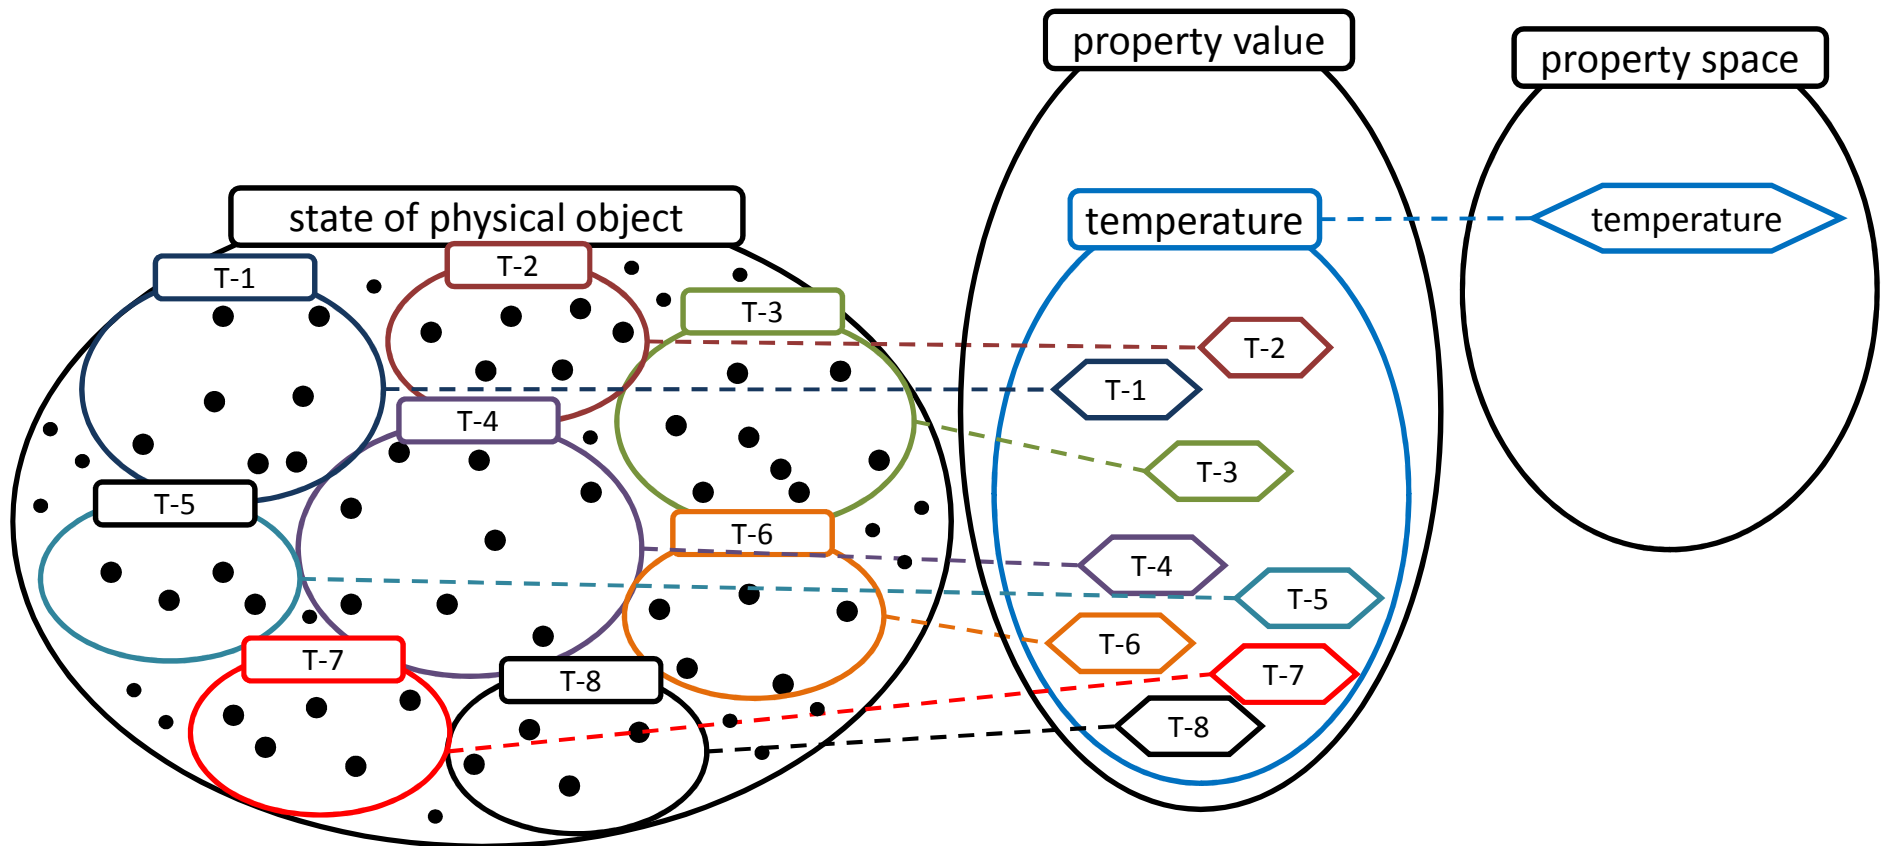 property value
property space
state of physical object
temperature
temperature
T-1
T-2
T-3
T-4
T-5
T-6
T-7
T-8
T-2
T-1
T-3
T-4
T-5
T-6
T-7
T-8